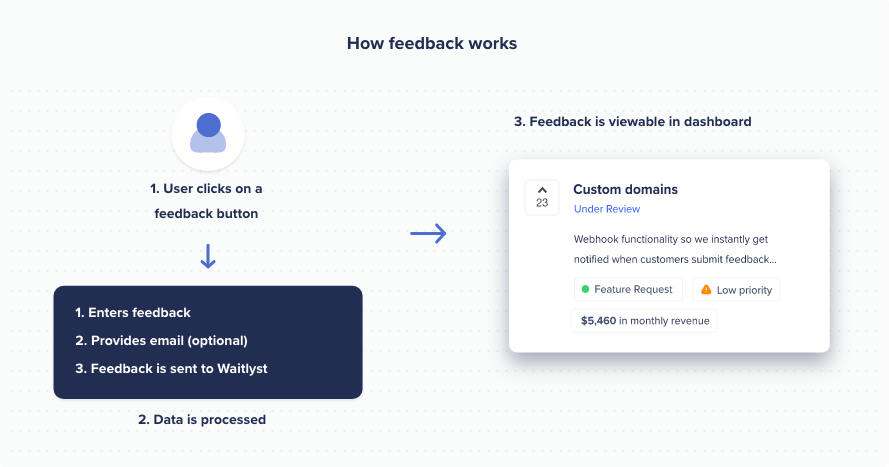 How feedback works
1. User clicks on a
feedback button
1. Enters feedback
2. Provides email (optional)
3. Feedback is sent to Waitlyst
2. Data is processed
3. Feedback is viewable in dashboard
23
Custom domains
Under Review
Webhook functionality so we instantly get
notified when customers submit feedback...
Feature Request
Low priority
$5,460 in monthly revenue